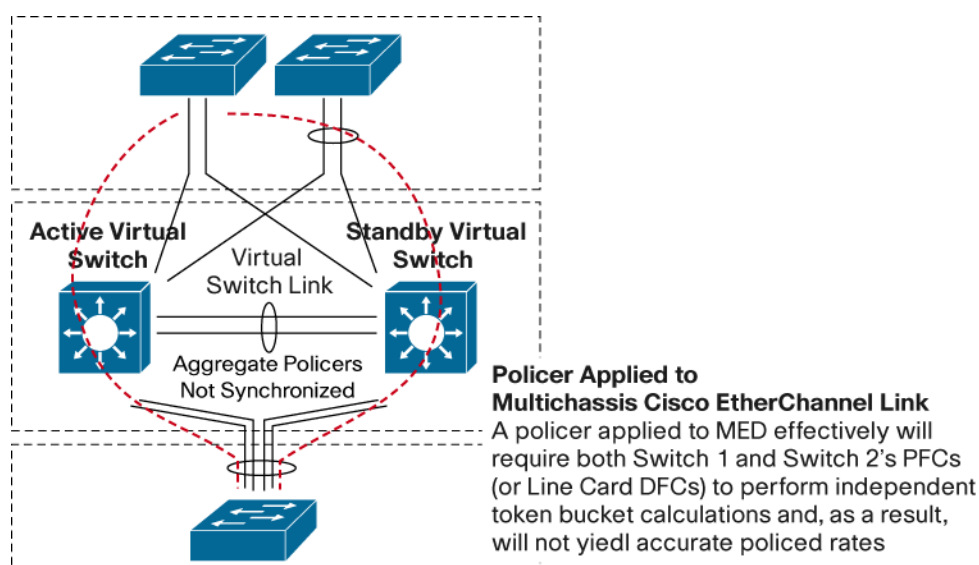 Active Virtual
Switch
Standby Virtual
Switch
Virtual
Switch Link
Aggregate Policers
Not Synchronized
Policer Applied to
Multichassis Cisco EtherChannel Link
A policer applied to MED effectively will
require both Switch 1 and Switch 2's PFCs
(or Line Card DFCs) to perform independent
token bucket calculations and, as a result,
will not yiedl accurate policed rates